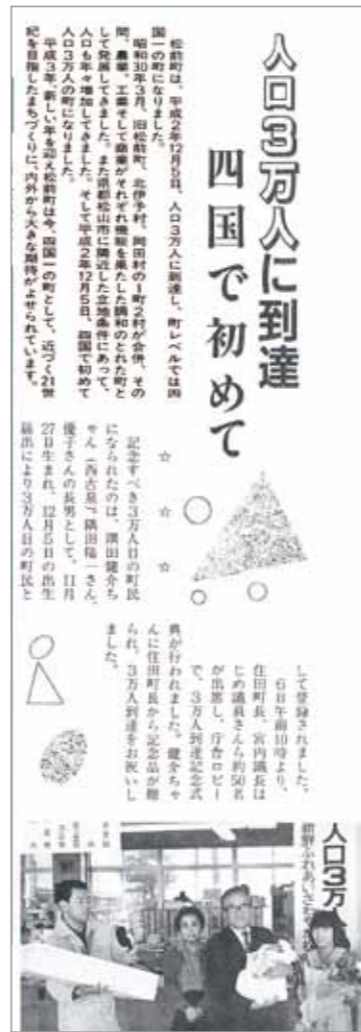 人口3万人に到達
四国で初めて
松前町は、平成2年12月5日、人口3万人に到達し、町レベルでは四
国一の町になりました。
昭和30年3月、旧松前町、北伊予村、岡田村の1町2村が合併、その
間、農業、工業そして商業がそれぞれ機能を果たした調和のとれた町と
して発展してきました。また県都松山市に隣近した立地条件にあって、
人口も年々増加してきました。そして平成2年12月5日、四国で初めて
人口3万人の町になりました。
平成3年、新しい年を迎え松前町は今、四国一の町として、近づく21世
紀を目指したまちづくりに、内外から大きな期待がよせられています。
☆ ☆ ☆
記念すべき3万人目の町民
になられたのは、隅田健介ち
ゃん(西古泉)。隅田 さん、
優子さんの長男として、11月
27日生まれ、12月5日の出生
届出により3万人目の町民と
して登録されました。
6日午前10時より、
住田町長、宮内議長は
じめ議員さんら約50名
が出席し、庁舎ロビー
で、3万人到達記念式
典が行われました。健介ちゃ
んに住田町長から記念品が贈
られ、3万人到達をお祝いし
ました。
人口3万人